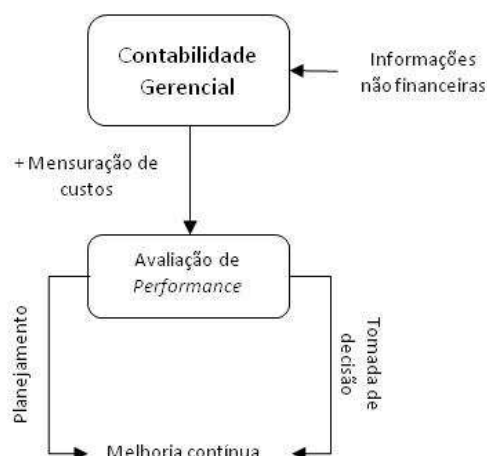 Contabilidade
Gerencial
Informações
não financeiras
+ Mensuração de
custos
Avaliação de
Performance
Planejamento
Tomada de
decisão
Melhoria contínua